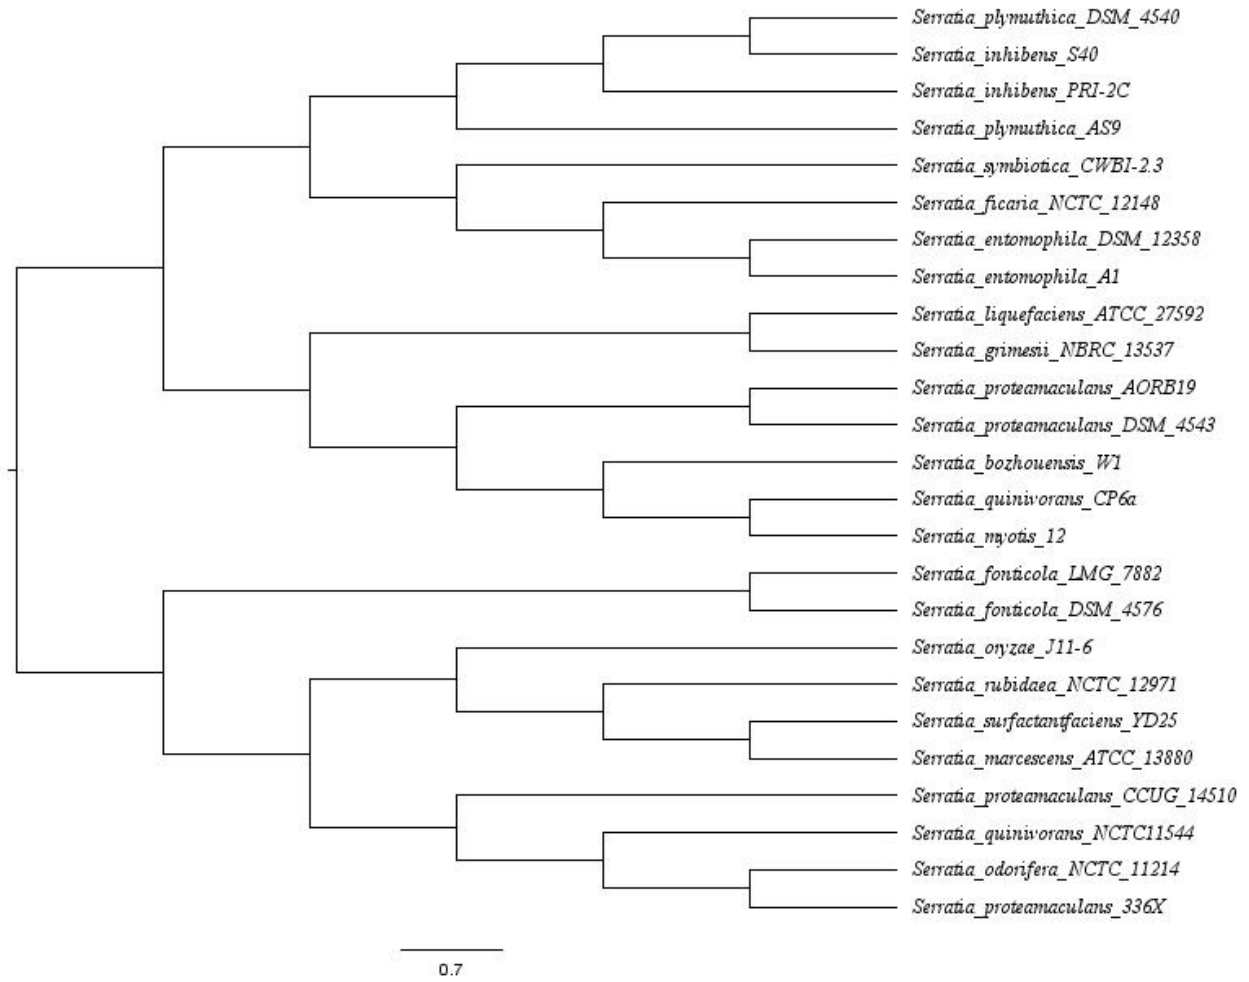 Serratia_plymuthica_DSM_4540
Serratia_inhibens_S40
Serratia_inhibens_PRI-2C
Serratia_plymuthica_AS9
Serratia_symbiotica_CWBI-2.3
Serratia_ficaria_NCTC_12148
Serratia_entomophila_DSM_12358
Serratia_entomophila_A1
Serratia_liquefaciens_ATCC_27592
Serratia_grimesii_NBRC_13537
Serratia_proteamaculans_AORB19
Serratia_proteamaculans_DSM_4543
Serratia_bozhouensis_W1
Serratia_quinivorans_CP6a
Serratia_myotis_12
Serratia_fonticola_LMG_7882
Serratia_fonticola_DSM_4576
Serratia_oryzae_J11-6
Serratia_rubidaea_NCTC_12971
Serratia_surfactantfaciens_YD25
Serratia_marcescens_ATCC_13880
Serratia_proteamaculans_CCUG_14510
Serratia_quinivorans_NCTC11544
Serratia_odorifera_NCTC_11214
Serratia_proteamaculans_336X
0.7